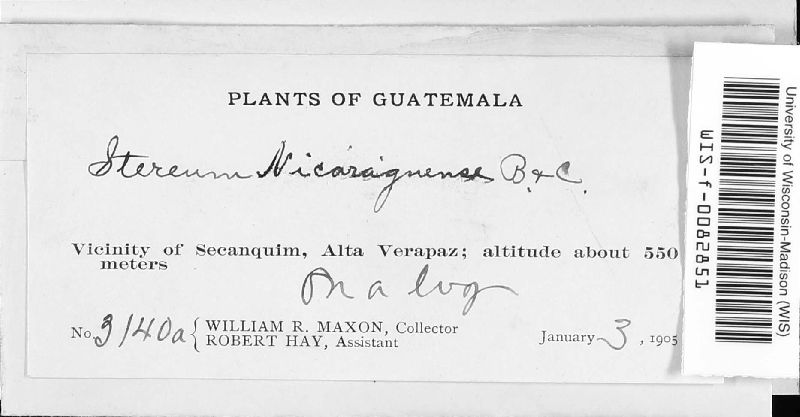 PLANTS OF GUATEMALA
Stereum Nicaraguense B. & C.
Vicinity of Secanquim, Alta Verapaz; altitude about 550
meters
On a log
No. 3140a { WILLIAM R. MAXON, Collector
ROBERT HAY, Assistant
January 3, 1905
University of Wisconsin-Madison (WIS)
WIS-f-0082851